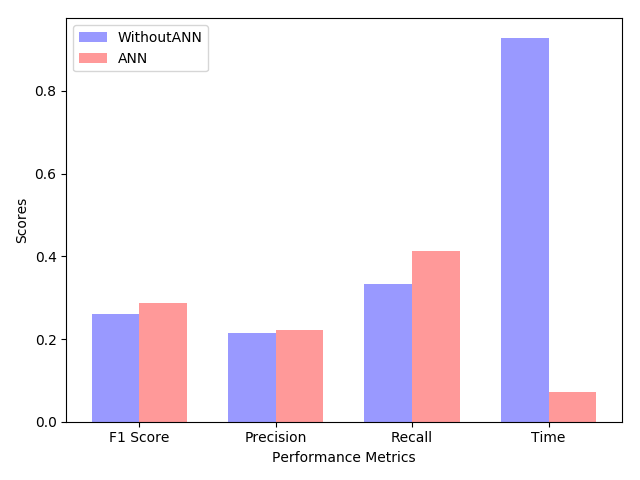 WithoutANN
ANN
0.8
0.6
0.4
0.2
0.0
Scores
F1 Score Precision Recall Time
Performance Metrics